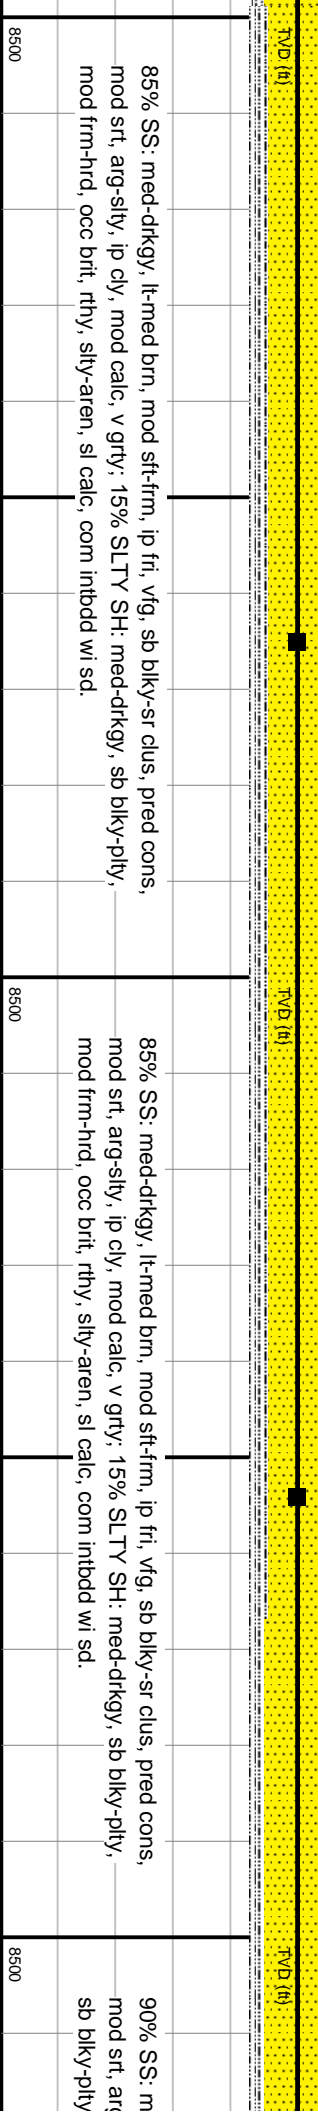 TVD (ft)
85% SS: med-drkgy, lt-med brn, mod sft-frm, ip fri, vfg, sb blky-sr clus, pred cons,
mod srt, arg-slty, ip cly, mod calc, v grty; 15% SLTY SH: med-drkgy, sb blky-plty,
mod frm-hrd, occ brit, rthy, slty-aren, sl calc, com intbdd wi sd.
8500
TVD (ft)
85% SS: med-drkgy, lt-med brn, mod sft-frm, ip fri, vfg, sb blky-sr clus, pred cons,
mod srt, arg-slty, ip cly, mod calc, v grty; 15% SLTY SH: med-drkgy, sb blky-plty,
mod frm-hrd, occ brit, rthy, slty-aren, sl calc, com intbdd wi sd.
8500
TVD (ft)
90% SS: m
mod srt, arg
sb blky-plty
8500